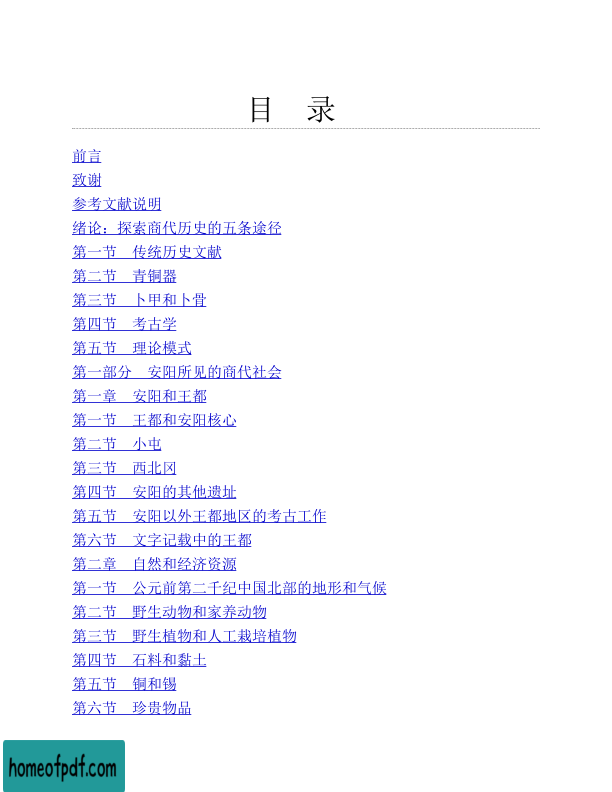 目　录
前言
致谢
参考文献说明
绪论：探索商代历史的五条途径
第一节　传统历史文献
第二节　青铜器
第三节　卜甲和卜骨
第四节　考古学
第五节　理论模式
第一部分　安阳所见的商代社会
第一章　安阳和王都
第一节　王都和安阳核心
第二节　小屯
第三节　西北冈
第四节　安阳的其他遗址
第五节　安阳以外王都地区的考古工作
第六节　文字记载中的王都
第二章　自然和经济资源
第一节　公元前第二千纪中国北部的地形和气候
第二节　野生动物和家养动物
第三节　野生植物和人工栽培植物
第四节　石料和黏土
第五节　铜和锡
第六节　珍贵物品
homeofpdf.com